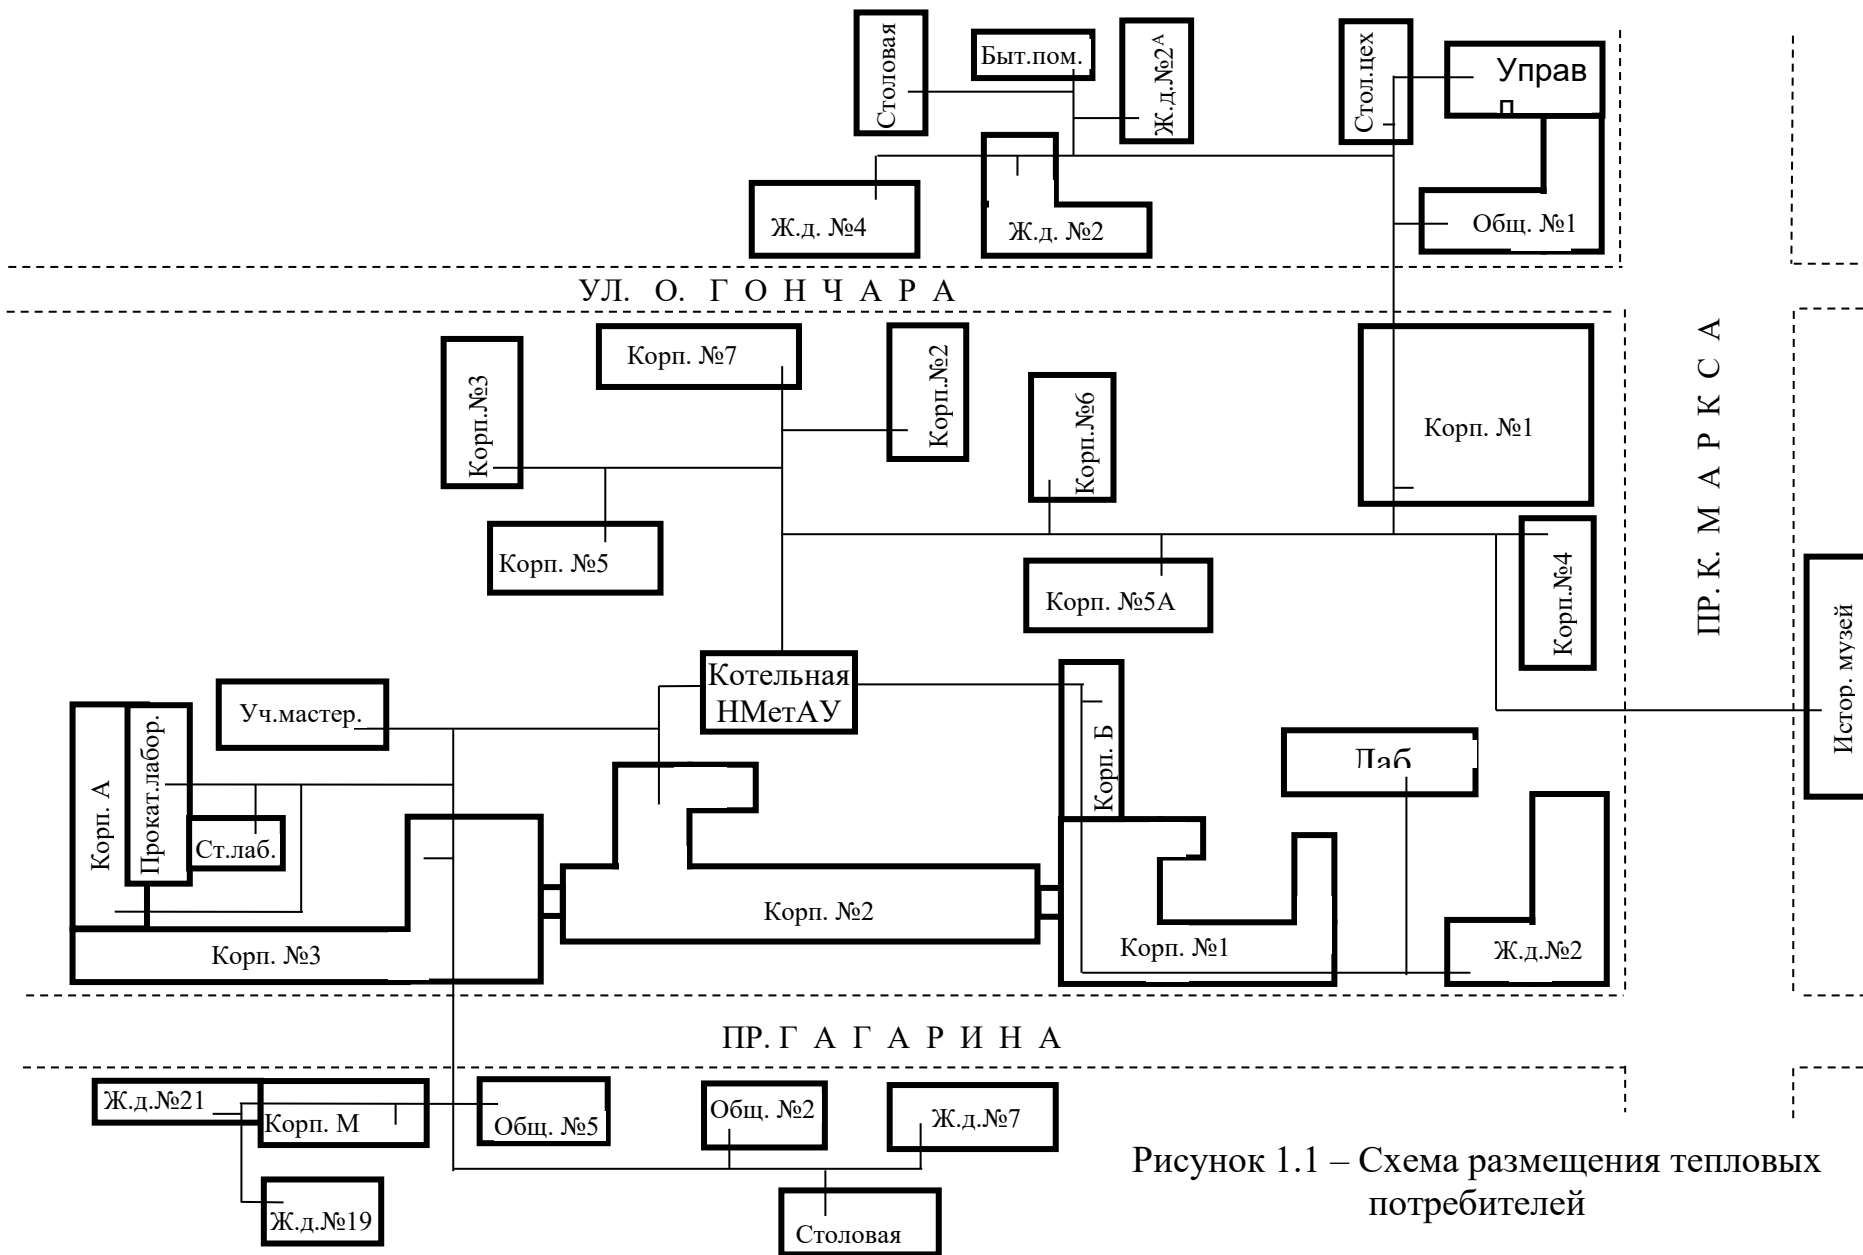 Столовая
Быт.пом.
Ж.д.№2А
Стол.цех
Управ
Ж.д. №4
Ж.д. №2
Общ. №1
УЛ. О. Г О Н Ч А Р А
Корп.№3
Корп. №7
Корп.№2
Корп.№6
Корп. №1
ПР. К. М А Р К С А
Корп. №5
Корп. №5А
Корп.№4
Истор. музей
Котельная
НМетАУ
Уч.мастер.
Корп. А
Прокат.лабор.
Ст.лаб.
Корп. Б
Лаб
Корп. №3
Корп. №2
Корп. №1
Ж.д.№2
ПР. Г А Г А Р И Н А
Ж.д.№21
Корп. М
Общ. №5
Общ. №2
Ж.д.№7
Ж.д.№19
Столовая
Рисунок 1.1 – Схема размещения тепловых
потребителей